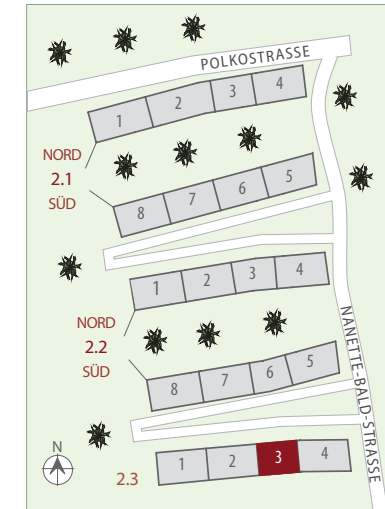 POLKOSTRASSE
1 2 3 4
NORD
2.1
SÜD
8 7 6 5
1 2 3 4
NORD
2.2
SÜD
8 7 6 5
NANETTE-BALD-STRASSE
N
2.3
1 2 3 4